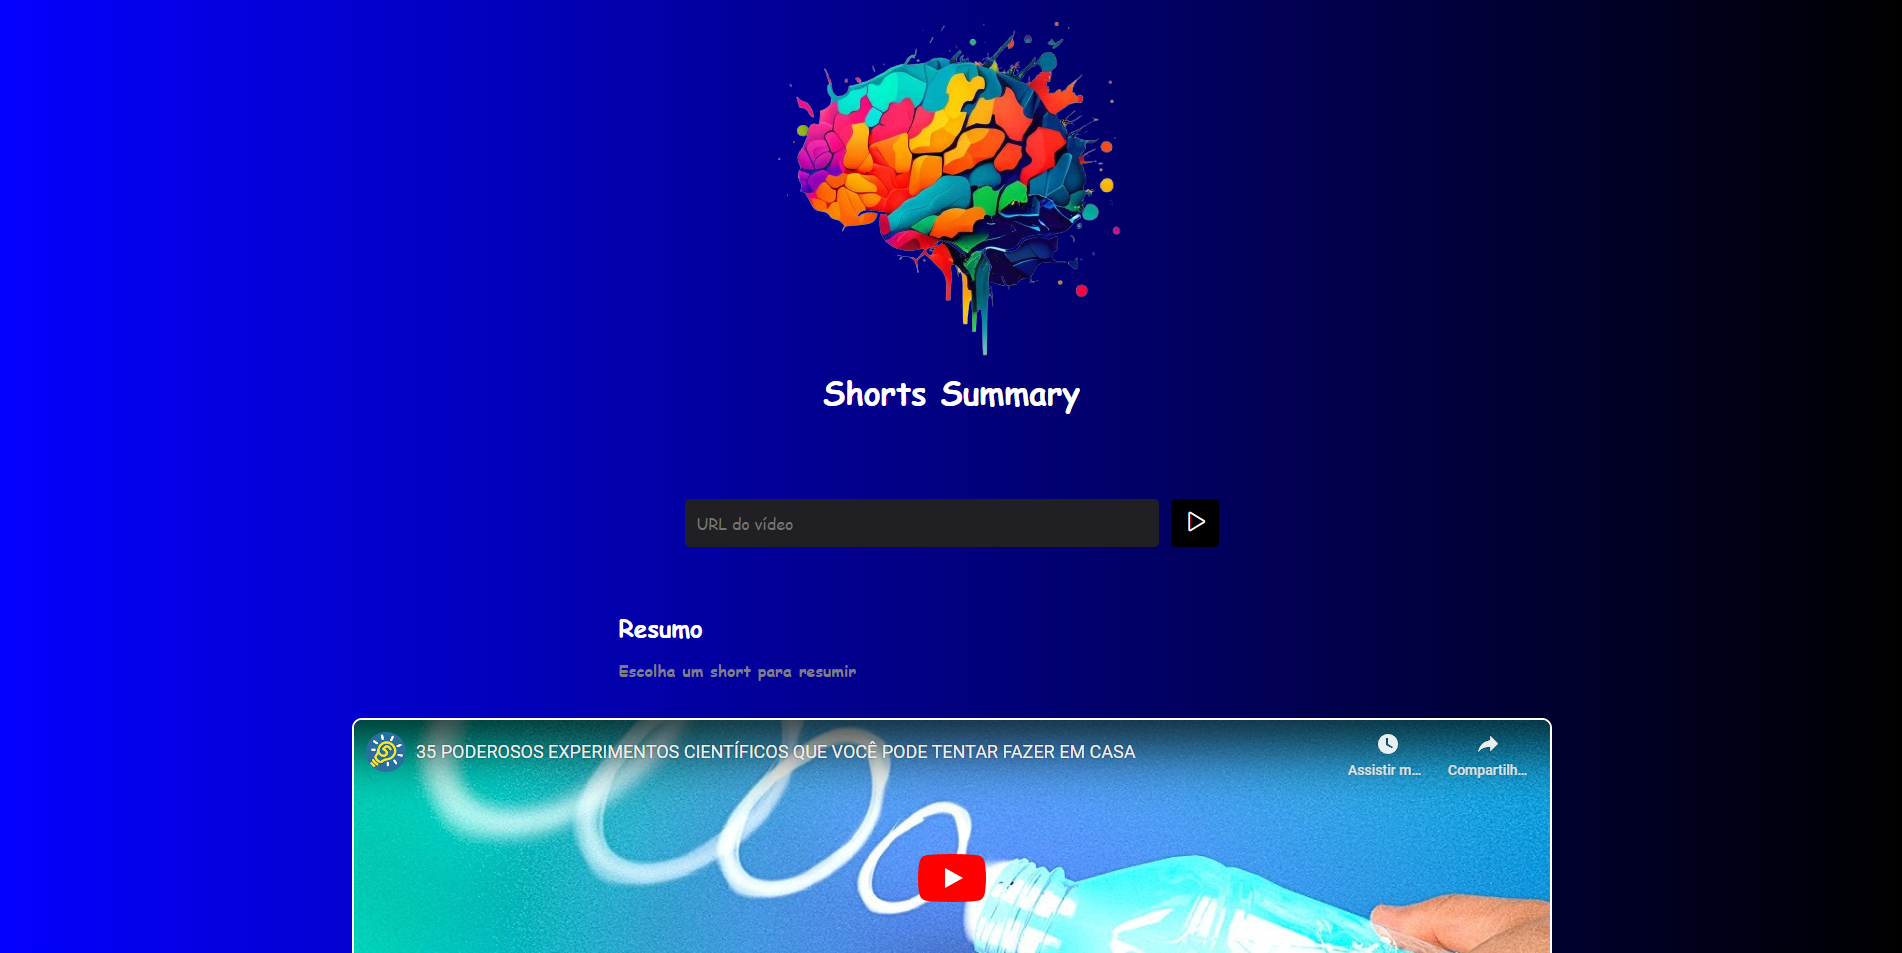 Shorts Summary
URL do vídeo
Resumo
Escolha um short para resumir
35 PODEROSOS EXPERIMENTOS CIENTÍFICOS QUE VOCÊ PODE TENTAR FAZER EM CASA
Assistir m...
Compartilh...